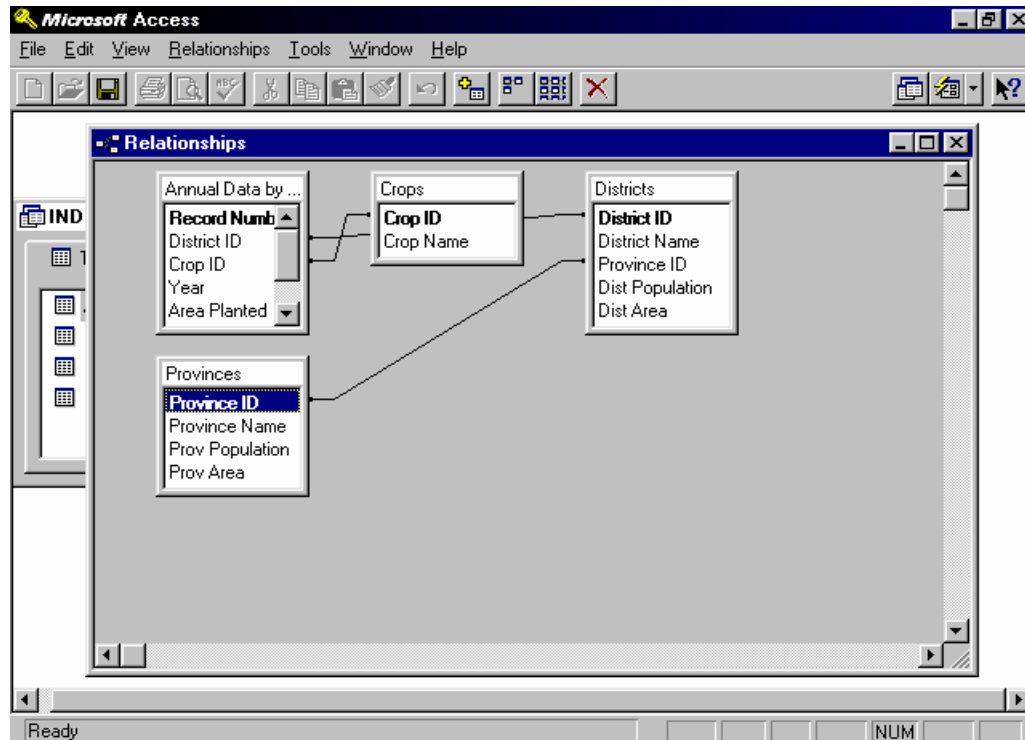 Microsoft Access
File Edit View Relationships Tools Window Help
ABC
Relationships
IND
Annual Data by ...
Record Numb
District ID
Crop ID
Year
Area Planted
Crops
Crop ID
Crop Name
Districts
District ID
District Name
Province ID
Dist Population
Dist Area
Provinces
Province ID
Province Name
Prov Population
Prov Area
Ready
NUM